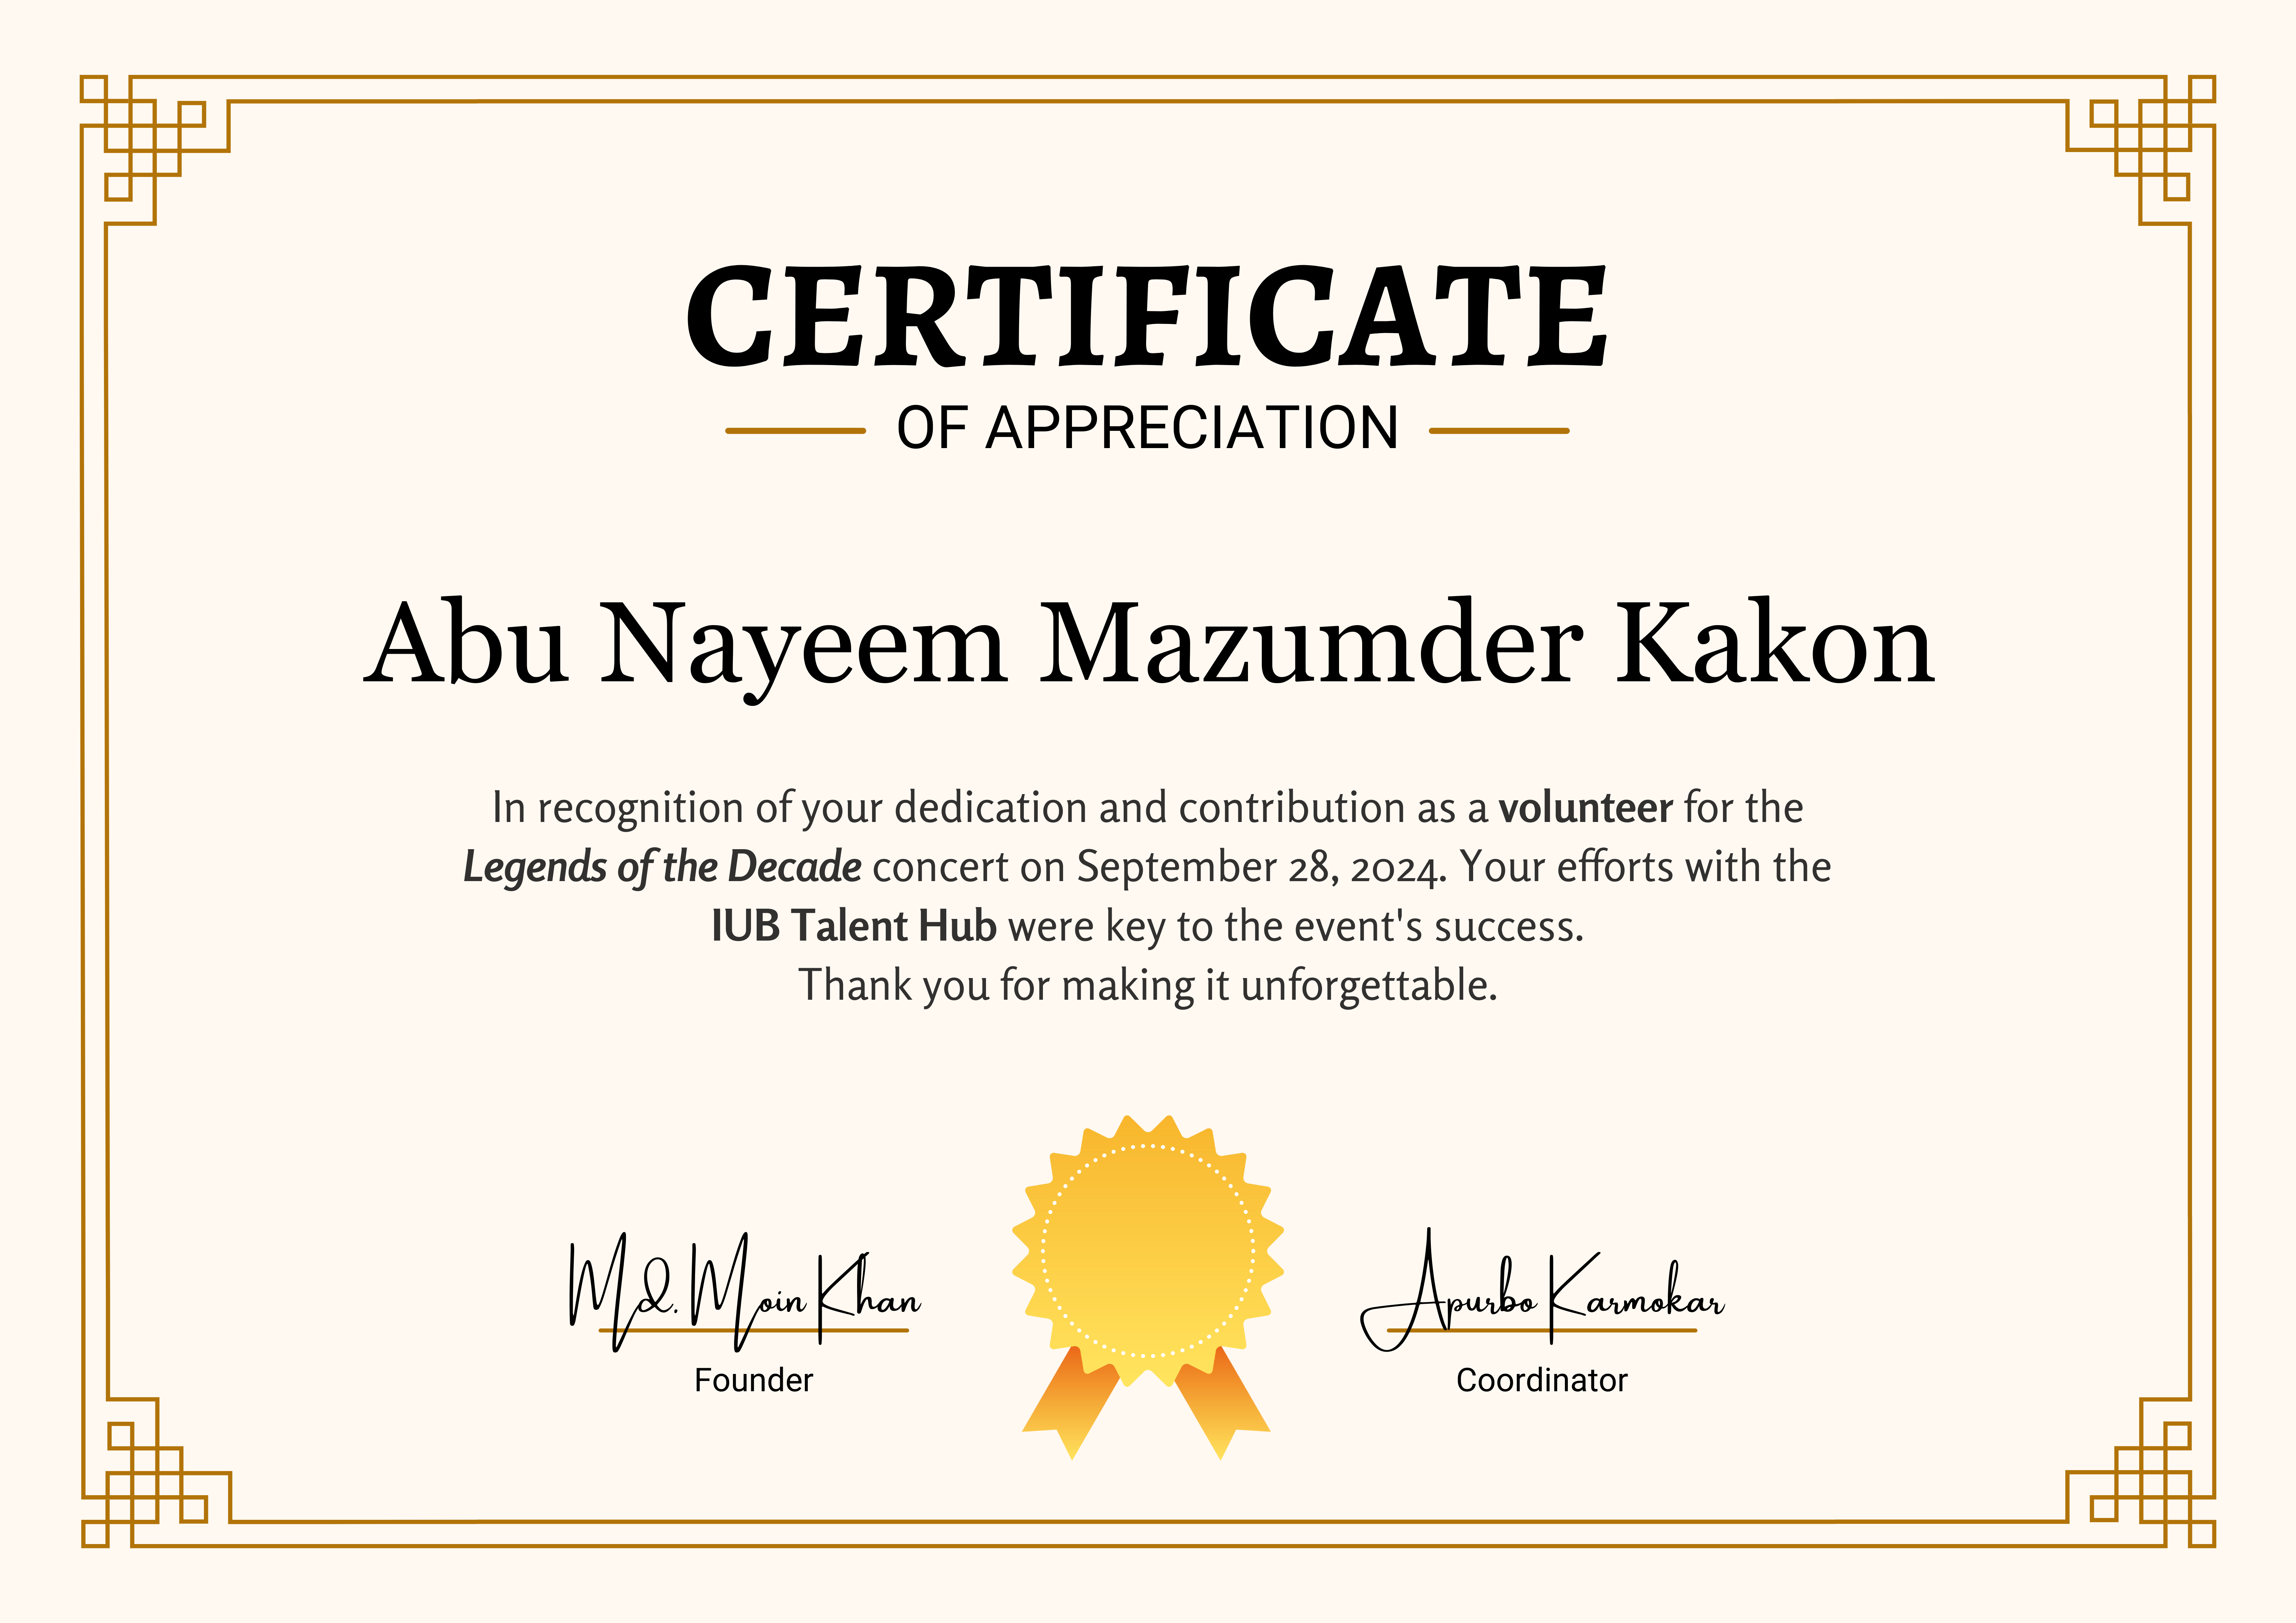 CERTIFICATE
OF APPRECIATION
Abu Nayeem Mazumder Kakon
In recognition of your dedication and contribution as a volunteer for the
Legends of the Decade concert on September 28, 2024. Your efforts with the
IUB Talent Hub were key to the event's success.
Thank you for making it unforgettable.
Md. Moin Khan
Founder
Apurbo Karmokar
Coordinator